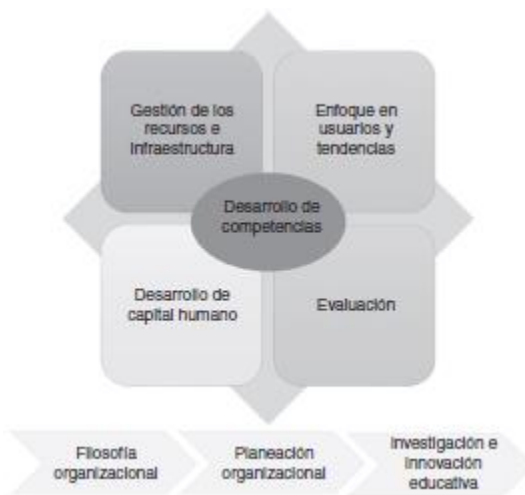 Gestión de los
recursos e
infraestructura
Enfoque en
usuarios y
tendencias
Desarrollo de
competencias
Desarrollo de
capital humano
Evaluación
Filosofía
organizacional
Planeación
organizacional
Investigación e
innovación
educativa